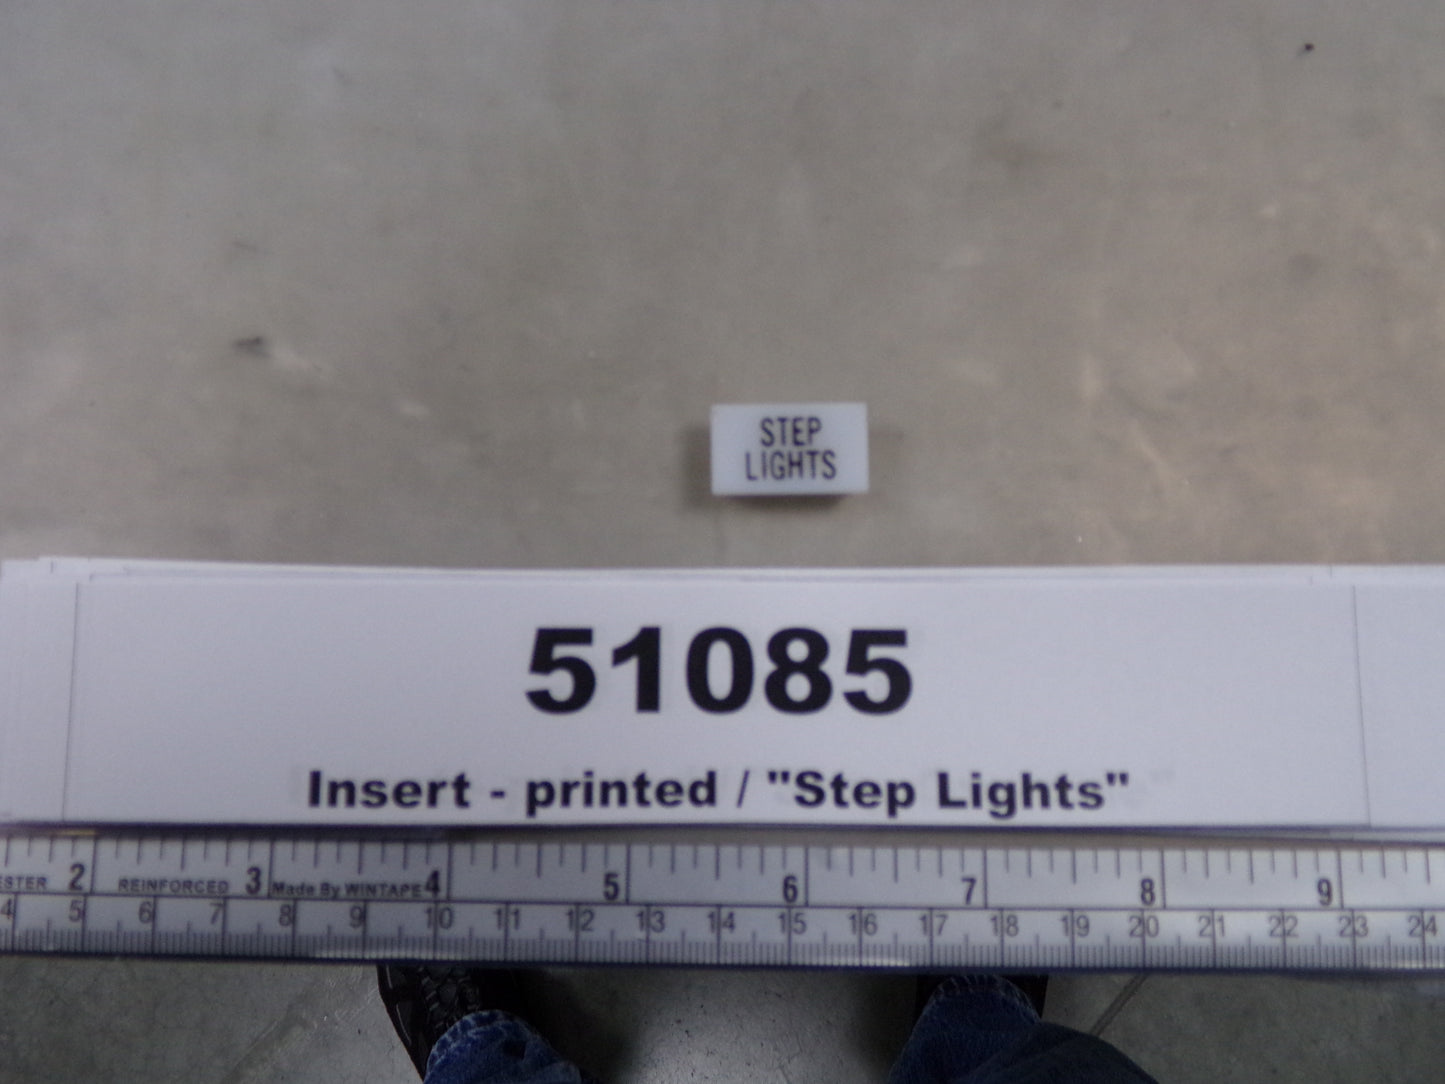 STEP
LIGHTS
51085
Insert - printed / "Step Lights"
ESTER 2 REINFORCED 3 Made By WINTAPE 4 5 6 7 8 9
4 5 6 7 8 9 10 11 12 13 14 15 16 17 18 19 20 21 22 23 24